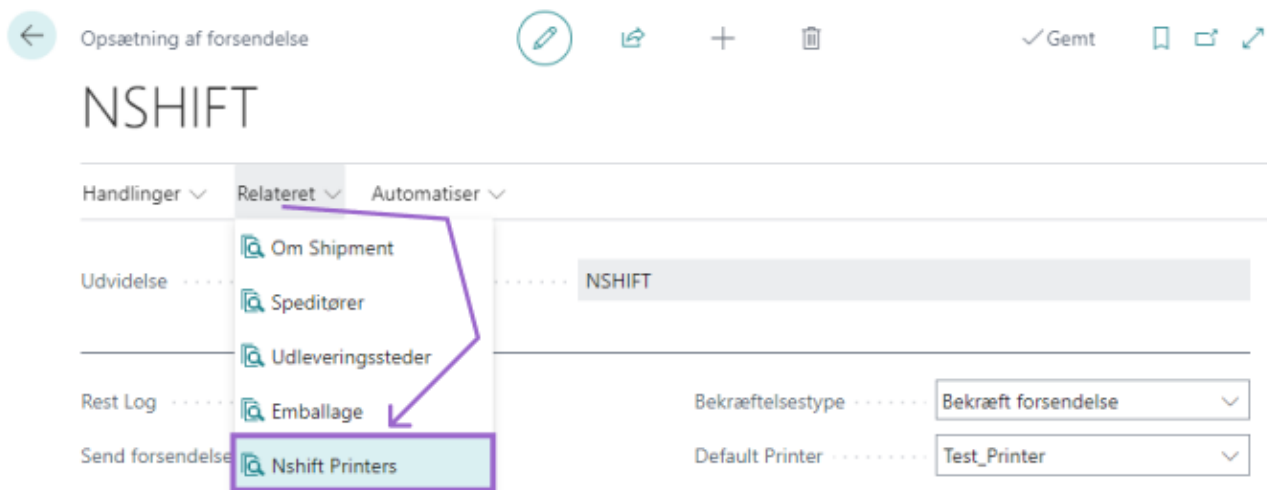 Opsætning af forsendelse
Gemt
NSHIFT
Handlinger Relateret Automatiser
Om Shipment
Udvidelse NSHIFT
Speditører
Udleveringssteder
Rest Log Emballage Bekræftelsestype Bekræft forsendelse
Send forsendelse Nshift Printers Default Printer Test_Printer